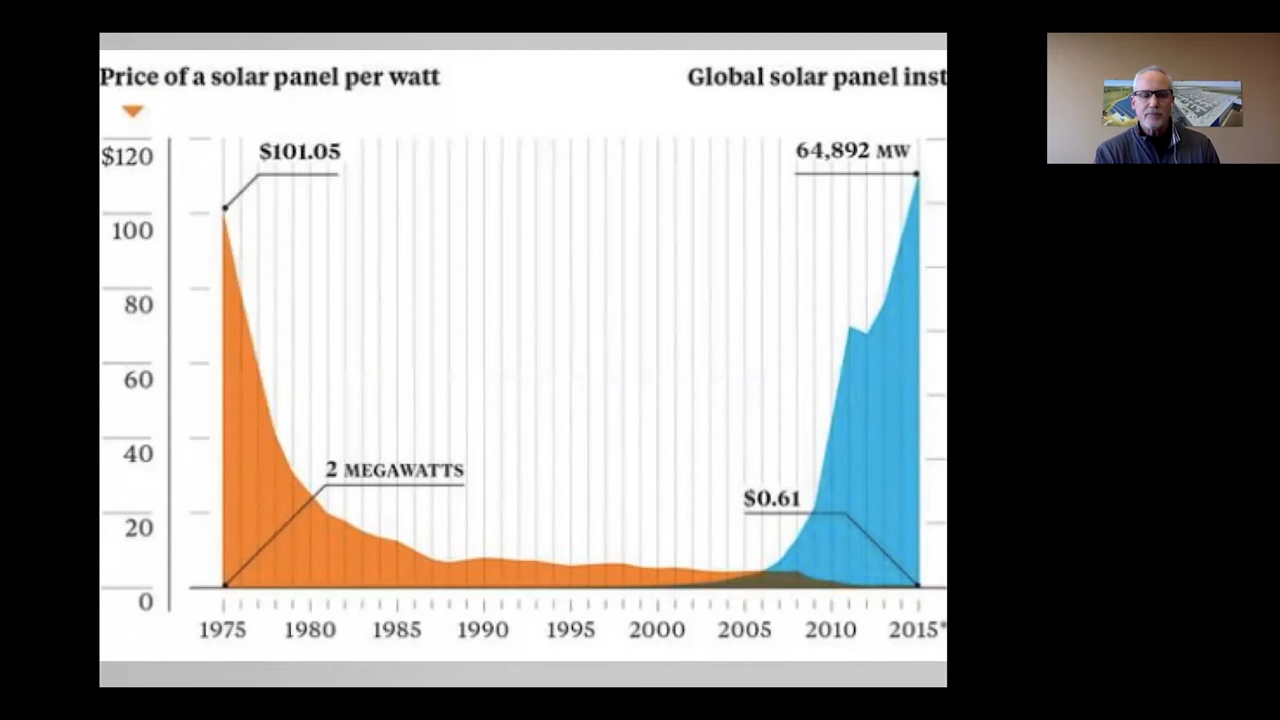 Price of a solar panel per watt
Global solar panel inst
$120
100
80
60
40
20
0
$101.05
64,892 MW
2 MEGAWATTS
$0.61
1975 1980 1985 1990 1995 2000 2005 2010 2015*